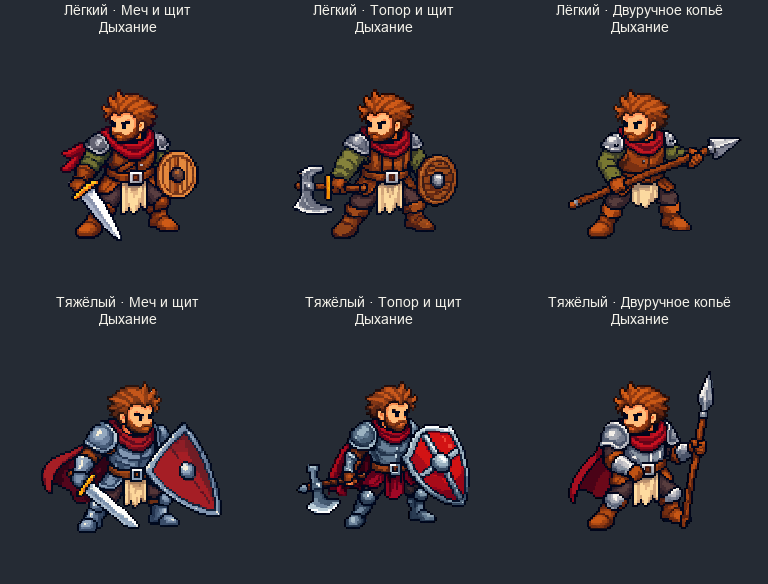 Лёгкий · Меч и щит
Дыхание
Лёгкий · Топор и щит
Дыхание
Лёгкий · Двуручное копьё
Дыхание
Тяжёлый · Меч и щит
Дыхание
Тяжёлый · Топор и щит
Дыхание
Тяжёлый · Двуручное копьё
Дыхание